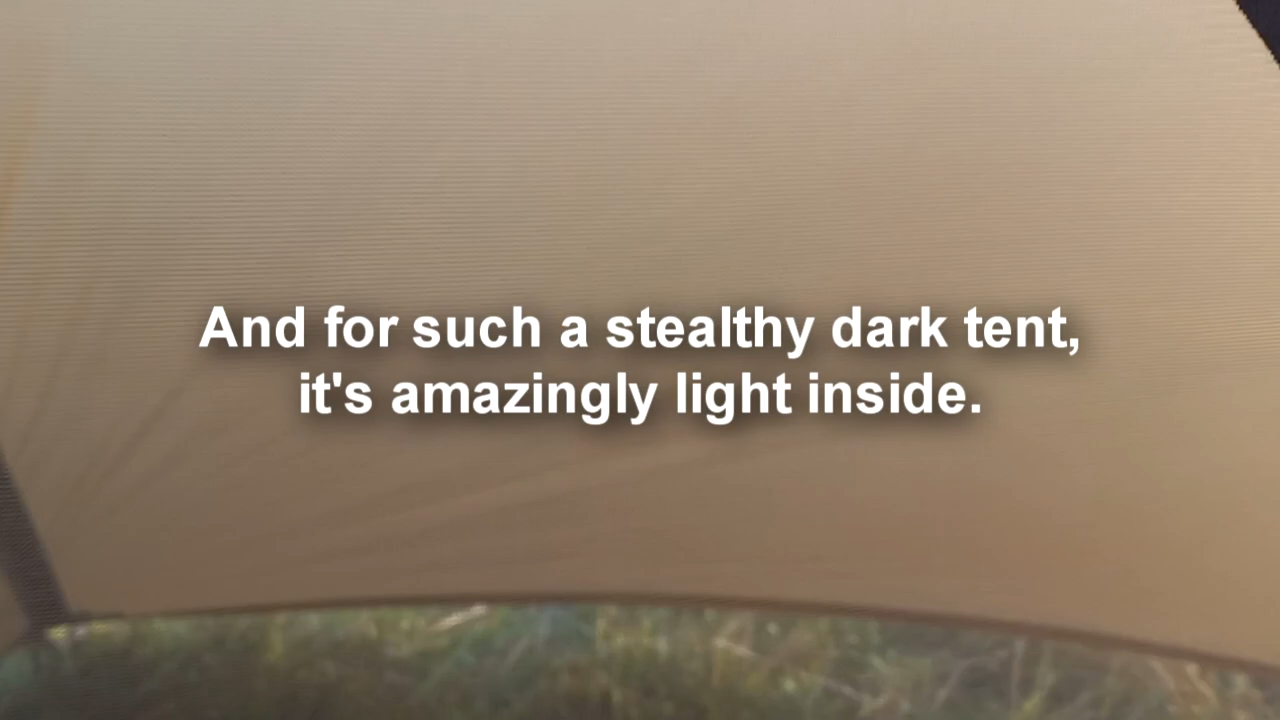 And for such a stealthy dark tent,
it's amazingly light inside.